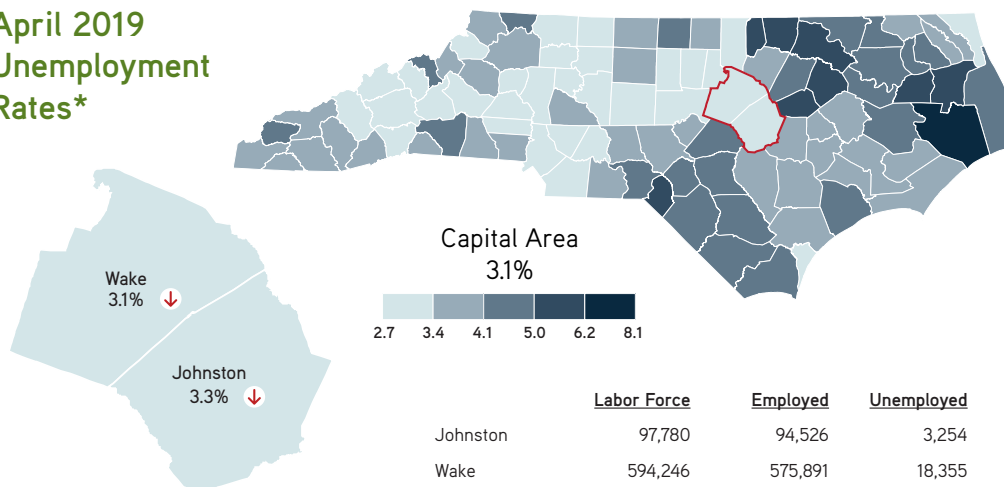 April 2019
Unemployment
Rates*
Capital Area
3.1%
2.7 3.4 4.1 5.0 6.2 8.1
Wake
3.1%
Johnston
3.3%
Labor Force Employed Unemployed
Johnston 97,780 94,526 3,254
Wake 594,246 575,891 18,355